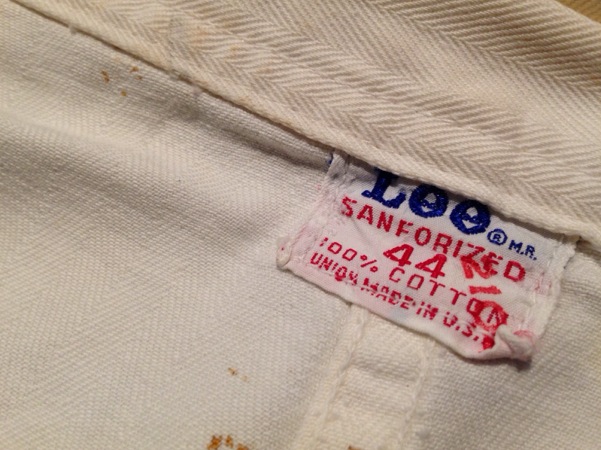 Lee ® M.R.
SANFORIZED
44
100% COTTON
UNION MADE IN U.S.A.